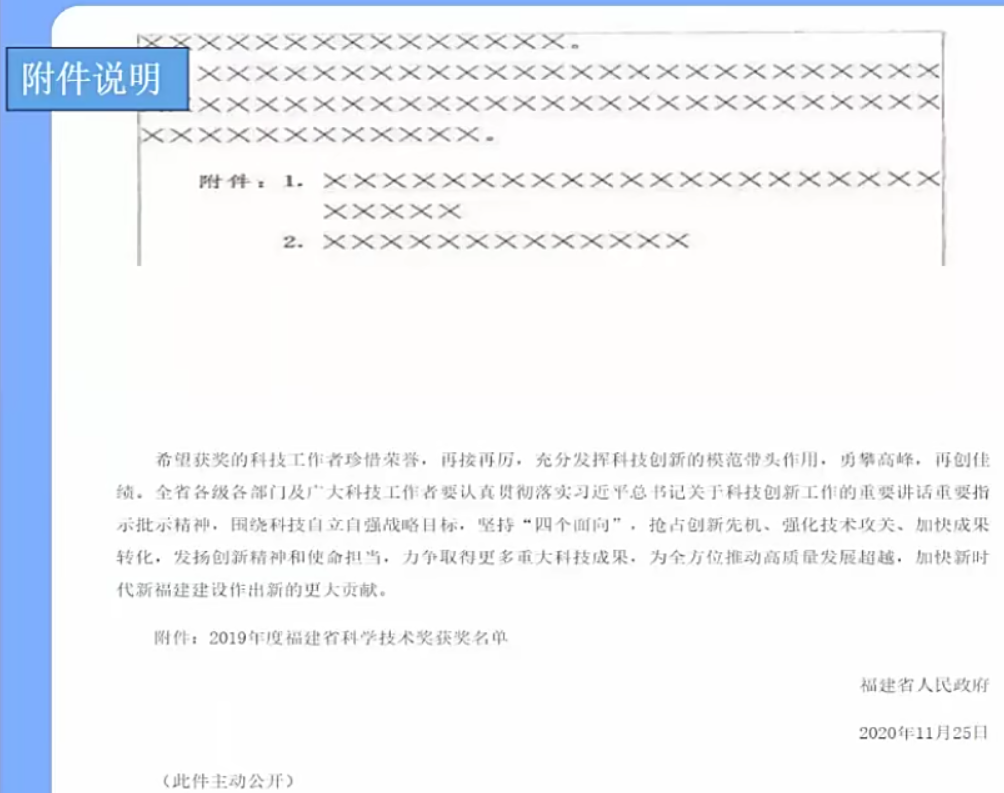 ××××××××××××××××。
附件说明
××××××××××××××××××××××××××
××××××××××××××××××××××××××
××××××××××××。
附件：1. ×××××××××××××××××××××
×××××
2. ×××××××××××××
希望获奖的科技工作者珍惜荣誉，再接再厉，充分发挥科技创新的模范带头作用，勇攀高峰，再创佳
绩。全省各级各部门及广大科技工作者要认真贯彻落实习近平总书记关于科技创新工作的重要讲话重要指
示批示精神，围绕科技自立自强战略目标，坚持“四个面向”，抢占创新先机、强化技术攻关、加快成果
转化，发扬创新精神和使命担当，力争取得更多重大科技成果，为全方位推动高质量发展超越，加快新时
代新福建建设作出新的更大贡献。
附件：2019年度福建省科学技术奖获奖名单
福建省人民政府
2020年11月25日
（此件主动公开）